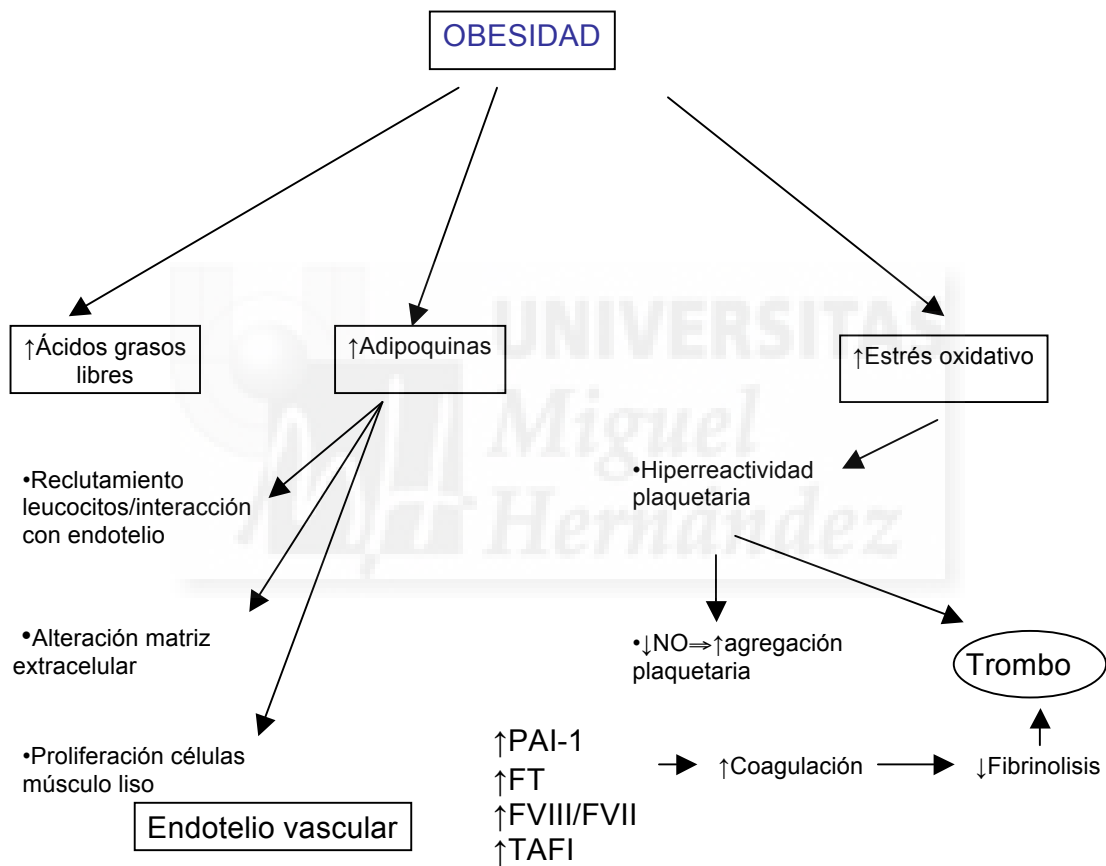 OBESIDAD
↑Ácidos grasos
libres
↑Adipoquinas
↑Estrés oxidativo
UNIVERSITAS
Miguel
Hernández
•Reclutamiento
leucocitos/interacción
con endotelio
•Hiperreactividad
plaquetaria
•Alteración matriz
extracelular
•↓NO⇒↑agregación
plaquetaria
Trombo
•Proliferación células
músculo liso
↑PAI-1
↑FT
↑FVIII/FVII
↑TAFI
↑Coagulación
↓Fibrinolisis
Endotelio vascular